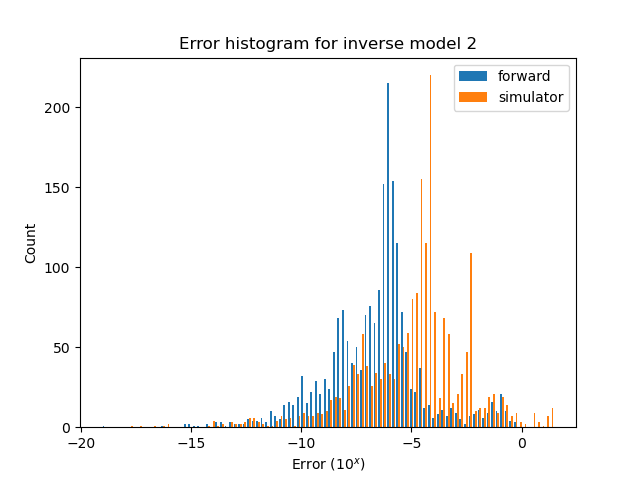 Error histogram for inverse model 2
forward
simulator
200
150
100
50
0
Count
−20
−15
−10
−5
0
Error (10^x)